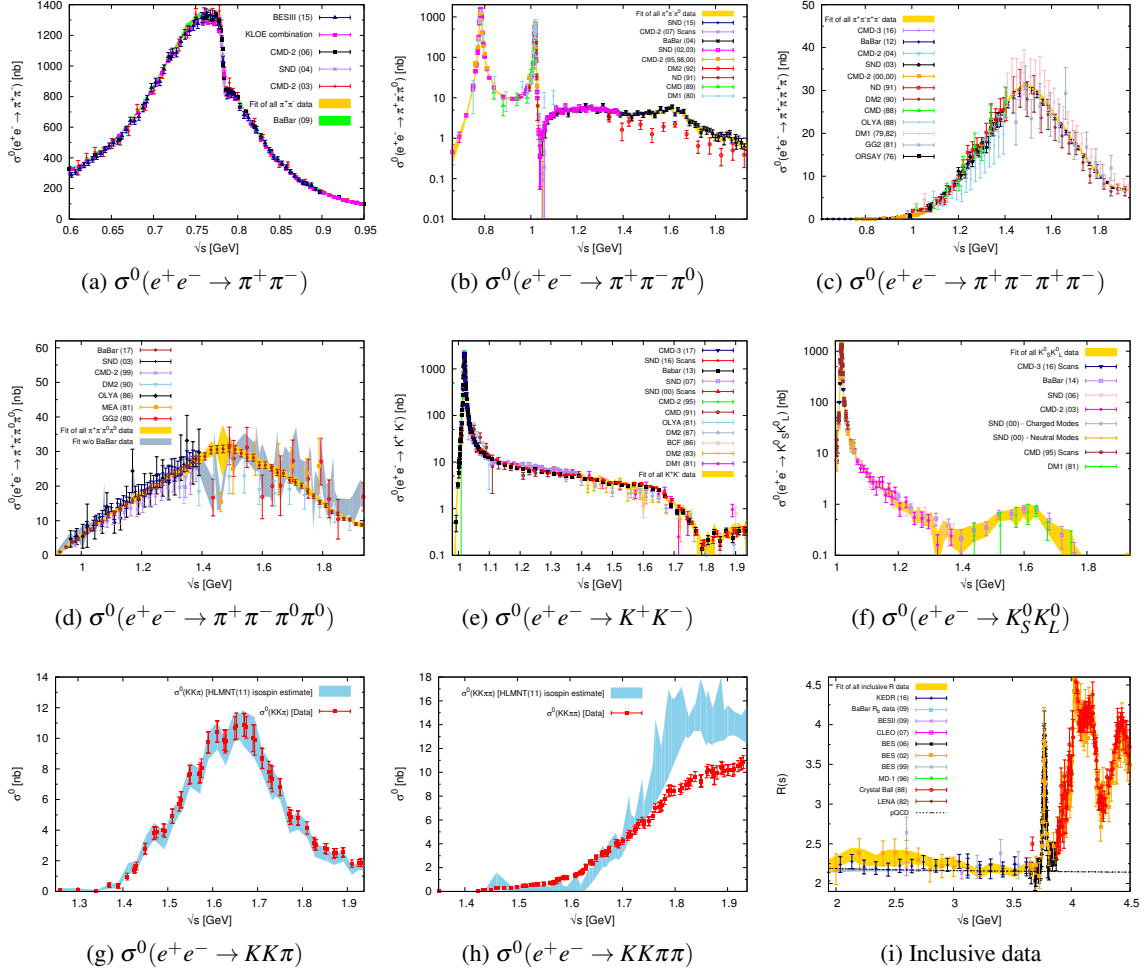 σ⁰(e⁺e⁻ → π⁺π⁻) [nb]
1400
1200
1000
800
600
400
200
0
BESIII (15)
KLOE combination
CMD-2 (06)
SND (04)
CMD-2 (03)
Fit of all π⁺π⁻ data
BaBar (09)
0.6 0.65 0.7 0.75 0.8 0.85 0.9 0.95
√s [GeV]
(a) σ⁰(e⁺e⁻ → π⁺π⁻)
σ⁰(e⁺e⁻ → π⁺π⁻π⁰) [nb]
1000
100
10
1
0.1
0.01
Fit of all π⁺π⁻π⁰ data
SND (15)
CMD-2 (07) Scans
BaBar (04)
SND (02,03)
CMD-2 (95,98,00)
DM2 (92)
ND (91)
CMD (89)
DM1 (80)
0.8 1 1.2 1.4 1.6 1.8
√s [GeV]
(b) σ⁰(e⁺e⁻ → π⁺π⁻π⁰)
σ⁰(e⁺e⁻ → π⁺π⁻π⁺π⁻) [nb]
50
40
30
20
10
0
Fit of all π⁺π⁻π⁺π⁻ data
CMD-3 (16)
BaBar (12)
CMD-2 (04)
SND (03)
CMD-2 (00,00)
ND (91)
DM2 (90)
CMD (88)
OLYA (88)
DM1 (79,82)
GG2 (81)
ORSAY (76)
0.8 1 1.2 1.4 1.6 1.8
√s [GeV]
(c) σ⁰(e⁺e⁻ → π⁺π⁻π⁺π⁻)
σ⁰(e⁺e⁻ → π⁺π⁻π⁰π⁰) [nb]
60
50
40
30
20
10
0
BaBar (17)
SND (03)
CMD-2 (99)
DM2 (90)
OLYA (86)
MEA (81)
GG2 (80)
Fit of all π⁺π⁻π⁰π⁰ data
Fit w/o BaBar data
1 1.2 1.4 1.6 1.8
√s [GeV]
(d) σ⁰(e⁺e⁻ → π⁺π⁻π⁰π⁰)
σ⁰(e⁺e⁻ → K⁺ K⁻) [nb]
1000
100
10
1
0.1
CMD-3 (17)
SND (16) Scans
Babar (13)
SND (07)
SND (00) Scans
CMD-2 (95)
CMD (91)
OLYA (81)
DM2 (87)
BCF (86)
DM2 (83)
DM1 (81)
Fit of all K⁺K⁻ data
1 1.1 1.2 1.3 1.4 1.5 1.6 1.7 1.8 1.9
√s [GeV]
(e) σ⁰(e⁺e⁻ → K⁺K⁻)
σ⁰(e⁺e⁻ → K⁰SK⁰L) [nb]
1000
100
10
1
0.1
Fit of all K⁰SK⁰L data
CMD-3 (16) Scans
BaBar (14)
SND (06)
CMD-2 (03)
SND (00) - Charged Modes
SND (00) - Neutral Modes
CMD (95) Scans
DM1 (81)
1 1.2 1.4 1.6 1.8
√s [GeV]
(f) σ⁰(e⁺e⁻ → K⁰SK⁰L)
σ⁰ [nb]
14
12
10
8
6
4
2
0
σ⁰(KKπ) [HLMNT(11) isospin estimate]
σ⁰(KKπ) [Data]
1.3 1.4 1.5 1.6 1.7 1.8 1.9
√s [GeV]
(g) σ⁰(e⁺e⁻ → KKπ)
σ⁰ [nb]
18
16
14
12
10
8
6
4
2
0
σ⁰(KKππ) [HLMNT(11) isospin estimate]
σ⁰(KKππ) [Data]
1.4 1.5 1.6 1.7 1.8 1.9
√s [GeV]
(h) σ⁰(e⁺e⁻ → KKππ)
R(s)
4.5
4
3.5
3
2.5
2
Fit of all inclusive R data
KEDR (16)
BaBar Rb data (09)
BESII (09)
CLEO (07)
BES (06)
BES (02)
BES (99)
MD-1 (96)
Crystal Ball (88)
LENA (82)
pQCD
2 2.5 3 3.5 4 4.5
√s [GeV]
(i) Inclusive data